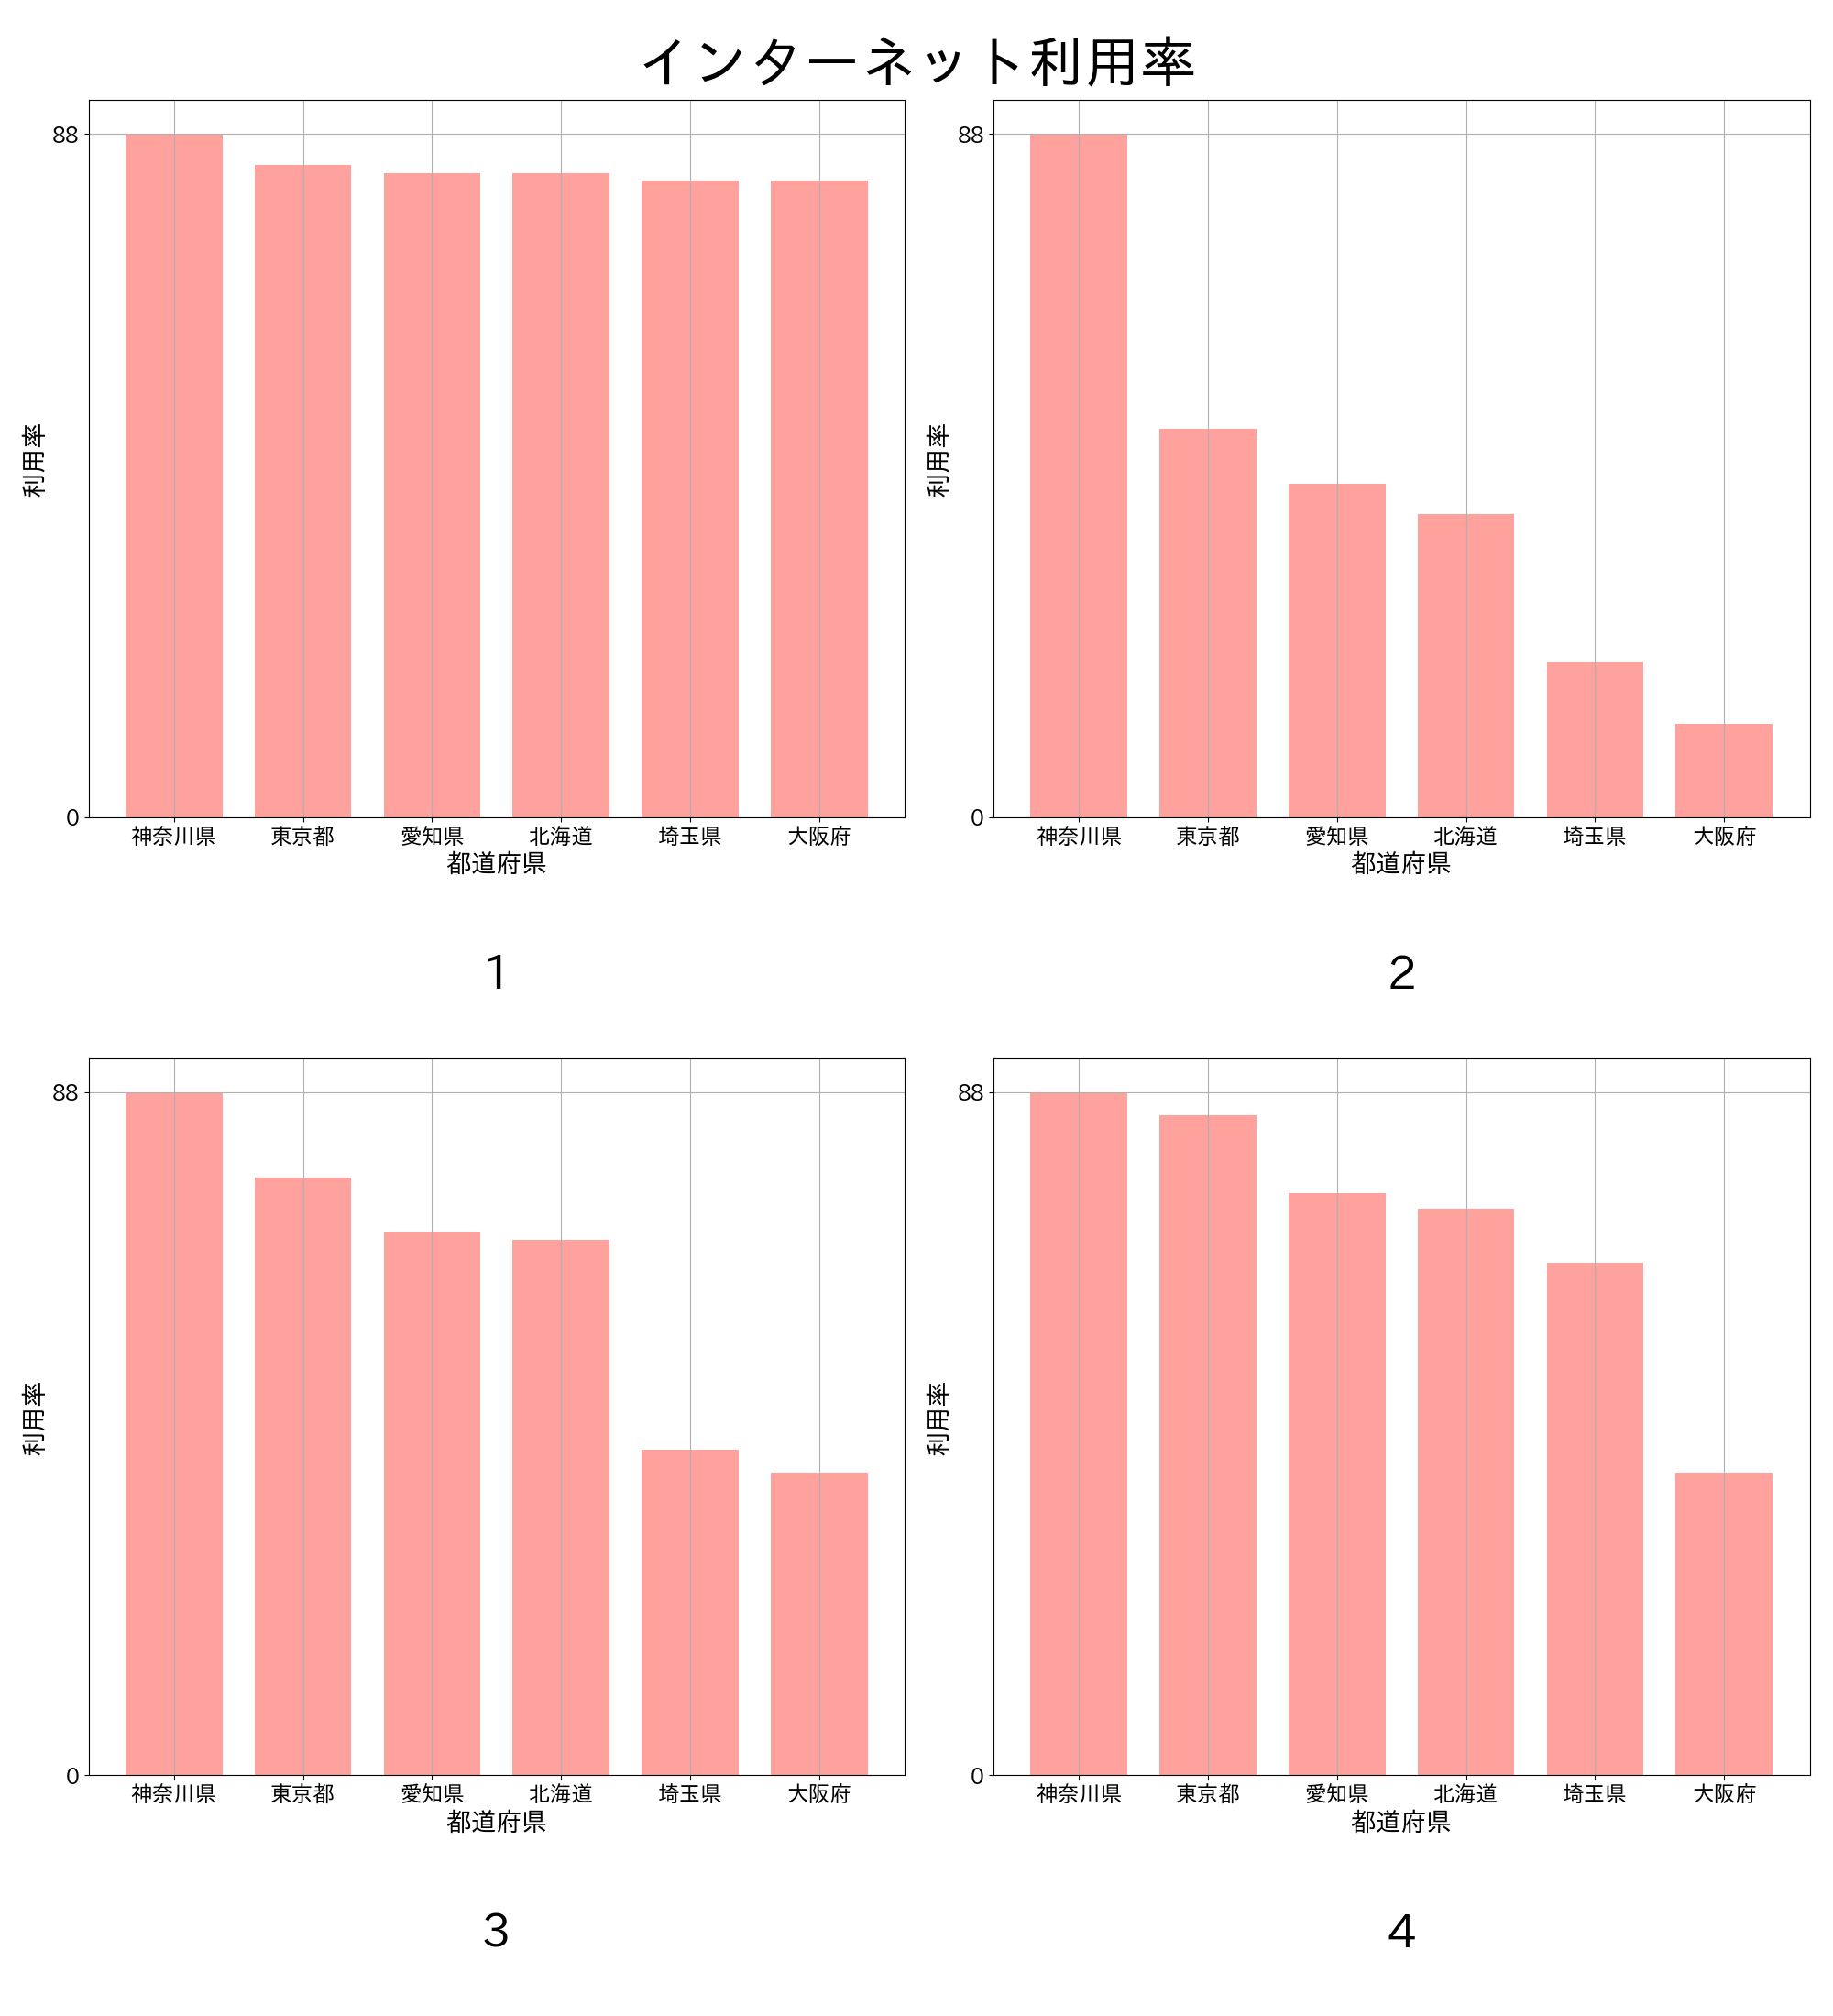 インターネット利用率
88
0
利用率
神奈川県 東京都 愛知県 北海道 埼玉県 大阪府
都道府県
1
88
0
利用率
神奈川県 東京都 愛知県 北海道 埼玉県 大阪府
都道府県
2
88
0
利用率
神奈川県 東京都 愛知県 北海道 埼玉県 大阪府
都道府県
3
88
0
利用率
神奈川県 東京都 愛知県 北海道 埼玉県 大阪府
都道府県
4